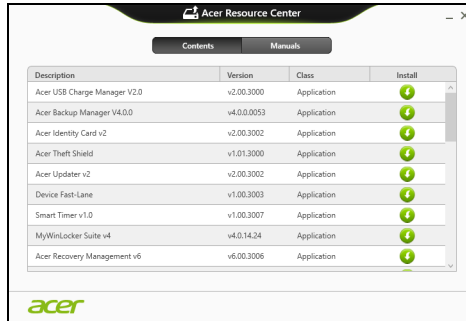 Acer Resource Center
Contents Manuals
Description Version Class Install
Acer USB Charge Manager V2.0 v2.00.3000 Application
Acer Backup Manager V4.0.0 v4.0.0.0053 Application
Acer Identity Card v2 v2.00.3002 Application
Acer Theft Shield v1.01.3000 Application
Acer Updater v2 v2.00.3002 Application
Device Fast-Lane v1.00.3003 Application
Smart Timer v1.0 v1.00.3007 Application
MyWinLocker Suite v4 v4.0.14.24 Application
Acer Recovery Management v6 v6.00.3006 Application
acer